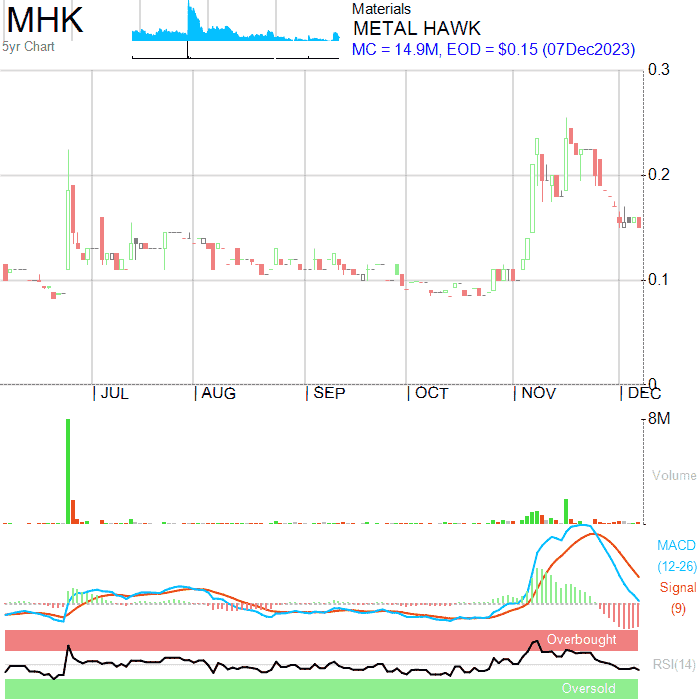 MHK
5yr Chart
Materials
METAL HAWK
MC = 14.9M, EOD = $0.15 (07Dec2023)
0.3
0.2
0.1
0
JUL AUG SEP OCT NOV DEC
8M
Volume
MACD
(12-26)
Signal
(9)
Overbought
RSI(14)
Oversold